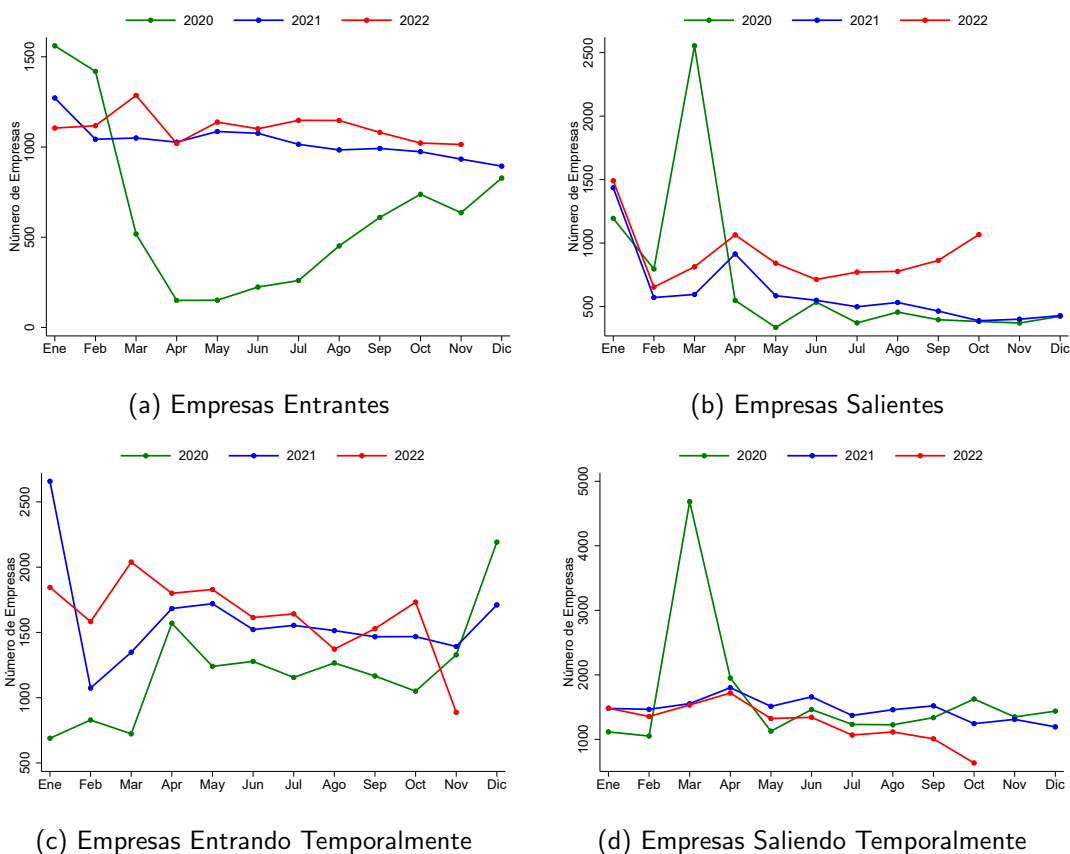 2020 2021 2022
Número de Empresas
1500
1000
500
0
Ene Feb Mar Apr May Jun Jul Ago Sep Oct Nov Dic
(a) Empresas Entrantes
2020 2021 2022
Número de Empresas
2500
2000
1500
1000
500
Ene Feb Mar Apr May Jun Jul Ago Sep Oct Nov Dic
(b) Empresas Salientes
2020 2021 2022
Número de Empresas
2500
2000
1500
1000
500
Ene Feb Mar Apr May Jun Jul Ago Sep Oct Nov Dic
(c) Empresas Entrando Temporalmente
2020 2021 2022
Número de Empresas
5000
4000
3000
2000
1000
Ene Feb Mar Apr May Jun Jul Ago Sep Oct Nov Dic
(d) Empresas Saliendo Temporalmente